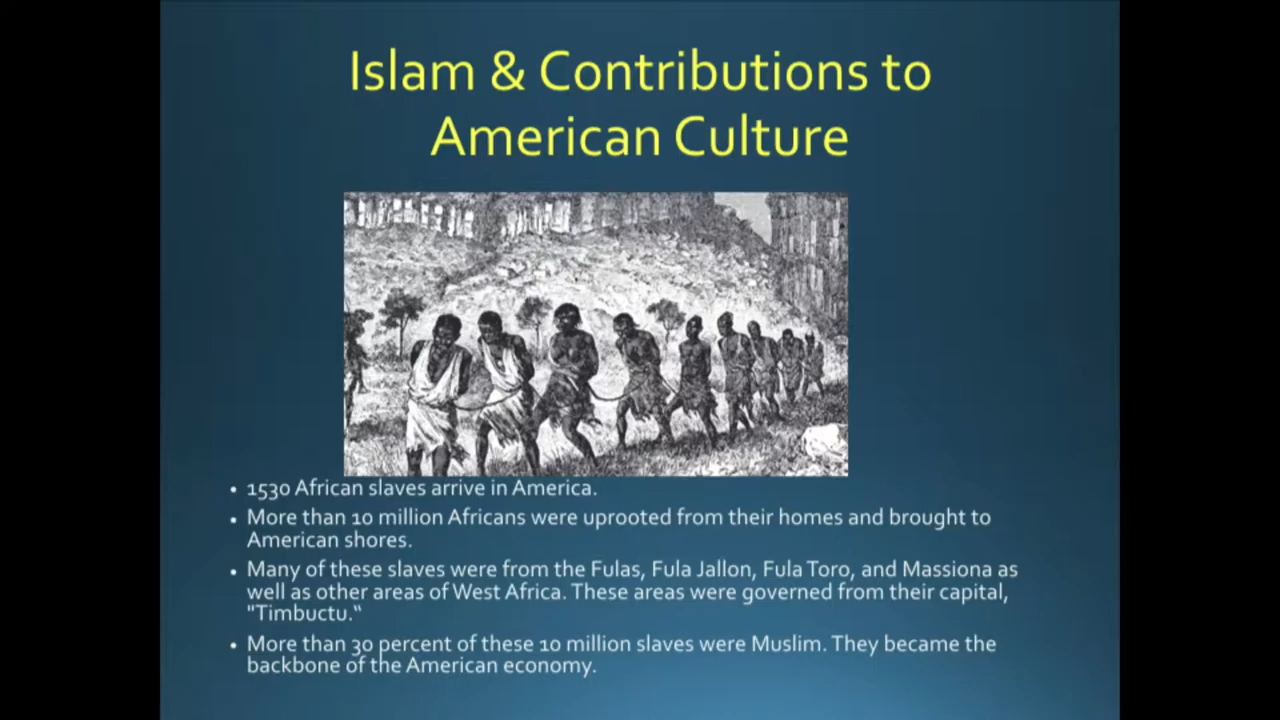 Islam & Contributions to
American Culture
• 1530 African slaves arrive in America.
• More than 10 million Africans were uprooted from their homes and brought to
American shores.
• Many of these slaves were from the Fulas, Fula Jallon, Fula Toro, and Massiona as
well as other areas of West Africa. These areas were governed from their capital,
"Timbuctu.“
• More than 30 percent of these 10 million slaves were Muslim. They became the
backbone of the American economy.